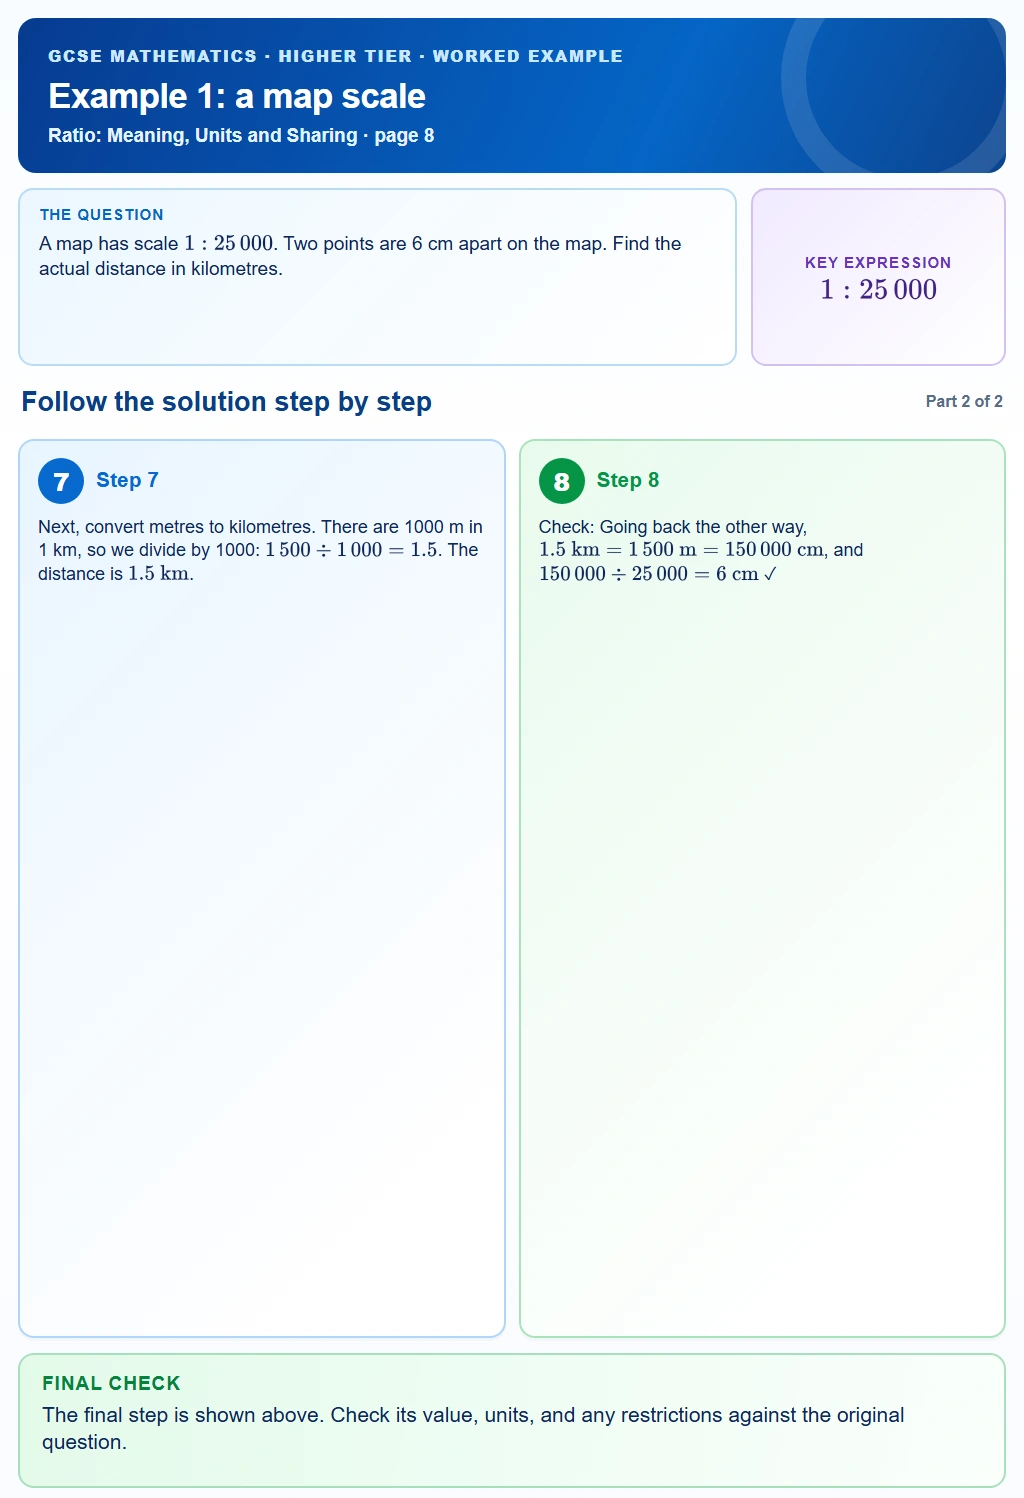 GCSE MATHEMATICS · HIGHER TIER · WORKED EXAMPLE
Example 1: a map scale
Ratio: Meaning, Units and Sharing · page 8
THE QUESTION
A map has scale 1 : 25 000. Two points are 6 cm apart on the map. Find the
actual distance in kilometres.
KEY EXPRESSION
1 : 25 000
Follow the solution step by step
Part 2 of 2
7 Step 7
Next, convert metres to kilometres. There are 1000 m in
1 km, so we divide by 1000: 1 500 ÷ 1 000 = 1.5. The
distance is 1.5 km.
8 Step 8
Check: Going back the other way,
1.5 km = 1 500 m = 150 000 cm, and
150 000 ÷ 25 000 = 6 cm ✓
FINAL CHECK
The final step is shown above. Check its value, units, and any restrictions against the original
question.